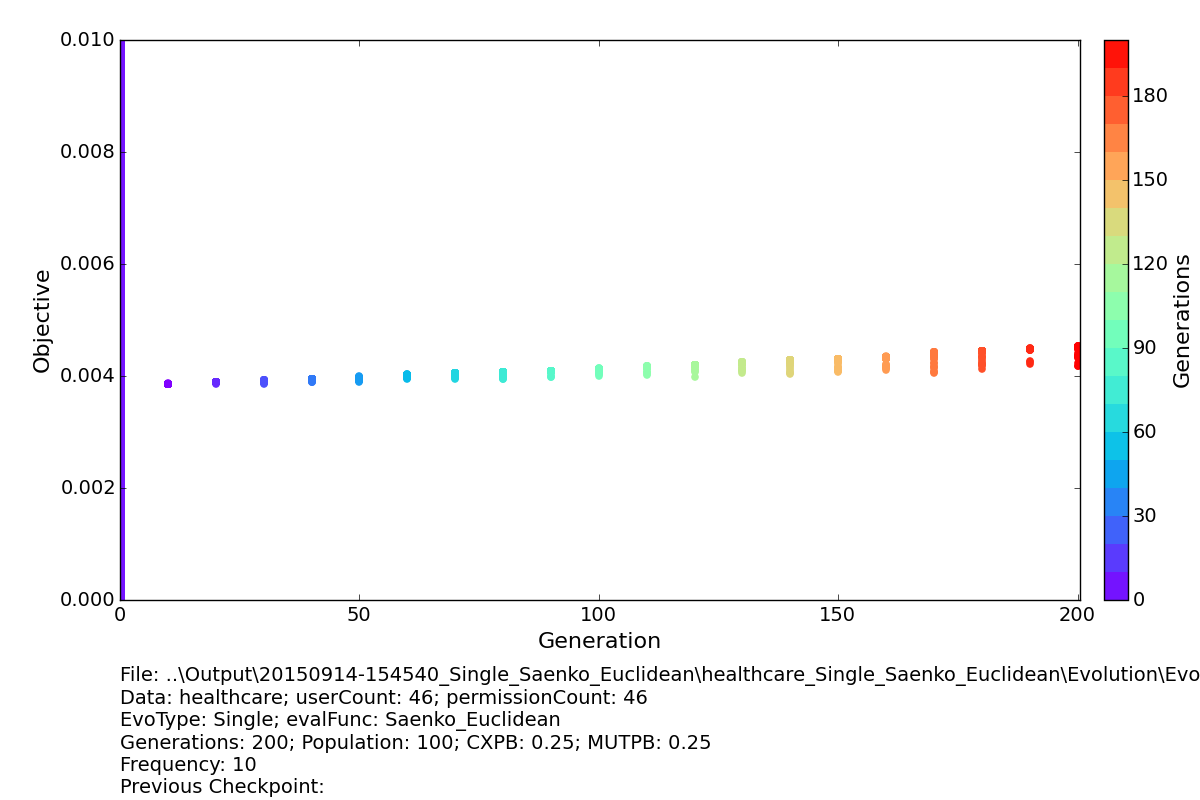 0.010
0.008
0.006
0.004
0.002
0.000
Objective
0 50 100 150 200
Generation
180
150
120
90
60
30
0
Generations
File: ..\Output\20150914-154540_Single_Saenko_Euclidean\healthcare_Single_Saenko_Euclidean\Evolution\Evo
Data: healthcare; userCount: 46; permissionCount: 46
EvoType: Single; evalFunc: Saenko_Euclidean
Generations: 200; Population: 100; CXPB: 0.25; MUTPB: 0.25
Frequency: 10
Previous Checkpoint: